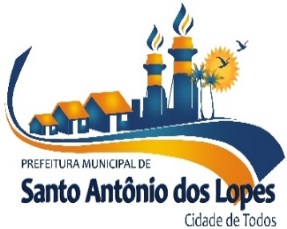 PREFEITURA MUNICIPAL DE
Santo Antônio dos Lopes
Cidade de Todos